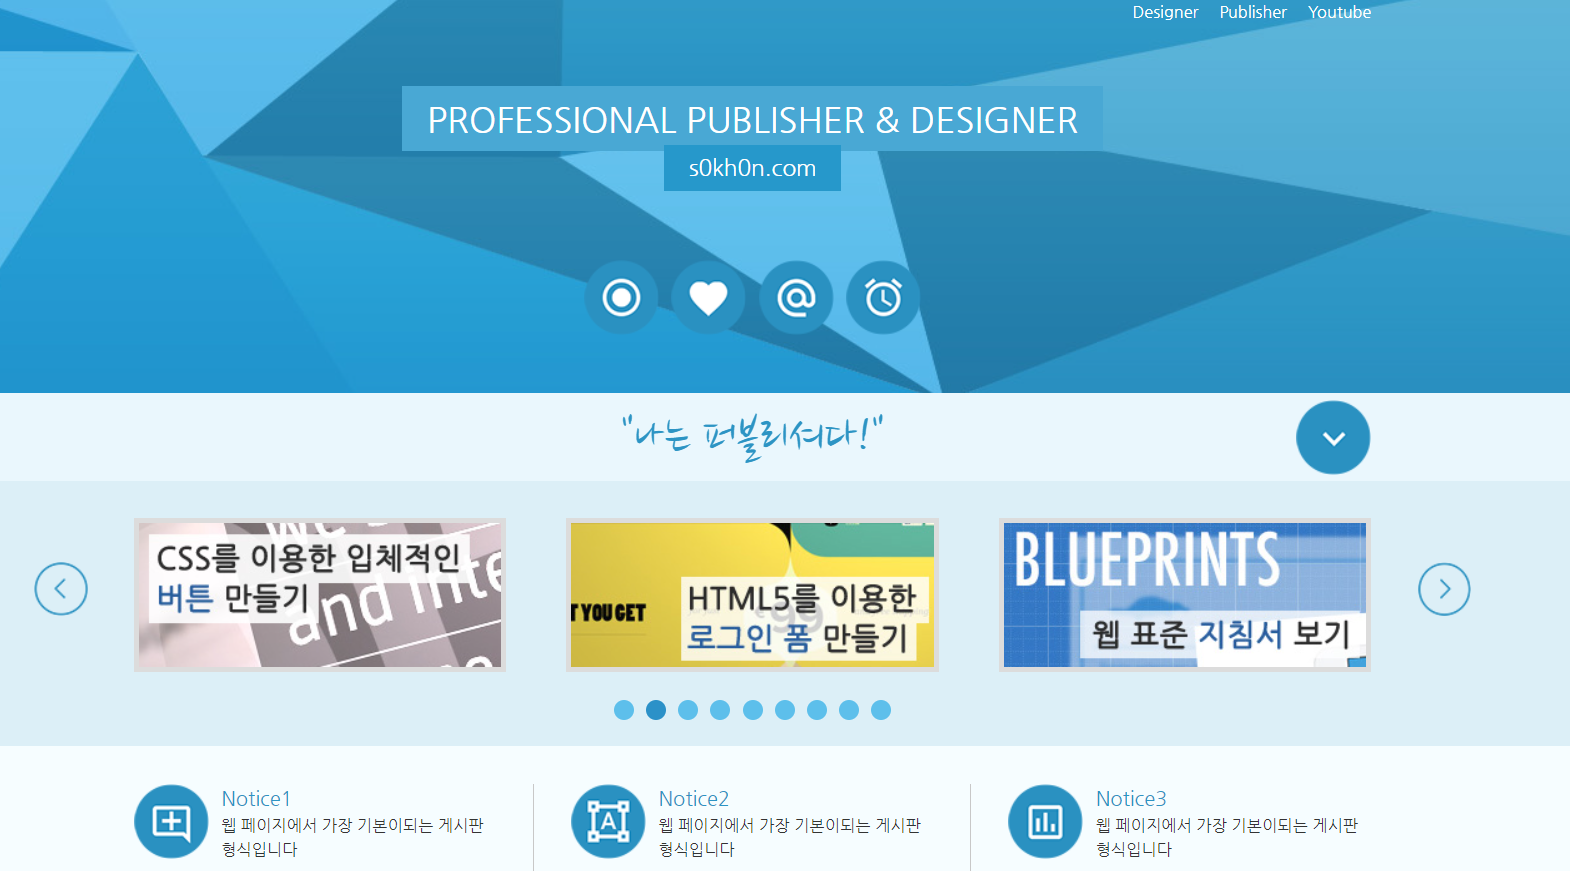 Designer Publisher Youtube
PROFESSIONAL PUBLISHER & DESIGNER
s0kh0n.com
"나는 퍼블리셔다!"
and inte
CSS를 이용한 입체적인
버튼 만들기
T YOU GET
99
HTML5를 이용한
로그인 폼 만들기
BLUEPRINTS
웹 표준 지침서 보기
Notice1
웹 페이지에서 가장 기본이되는 게시판
형식입니다
A
Notice2
웹 페이지에서 가장 기본이되는 게시판
형식입니다
Notice3
웹 페이지에서 가장 기본이되는 게시판
형식입니다